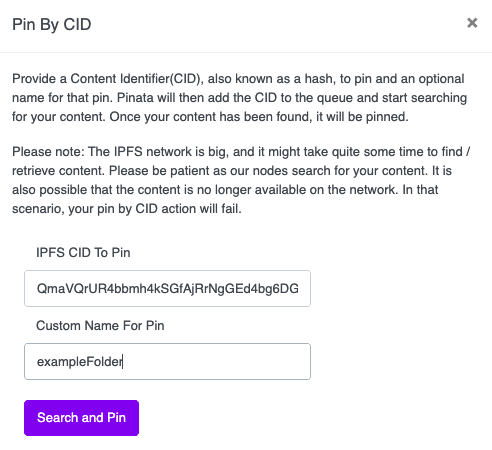 Pin By CID
Provide a Content Identifier(CID), also known as a hash, to pin and an optional
name for that pin. Pinata will then add the CID to the queue and start searching
for your content. Once your content has been found, it will be pinned.
Please note: The IPFS network is big, and it might take quite some time to find /
retrieve content. Please be patient as our nodes search for your content. It is
also possible that the content is no longer available on the network. In that
scenario, your pin by CID action will fail.
IPFS CID To Pin
QmaVQrUR4bbmh4kSGfAjRrNgGEd4bg6DG
Custom Name For Pin
exampleFolder
Search and Pin